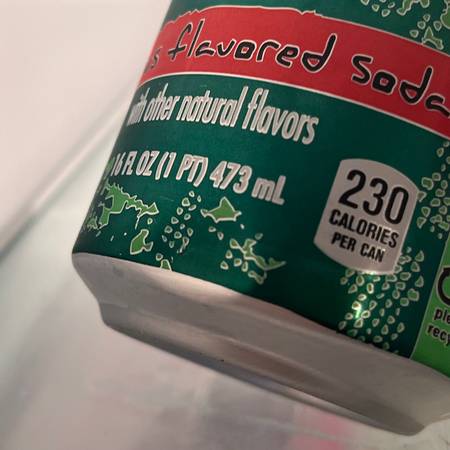 s flavored soda
with other natural flavors
16 FL OZ (1 PT) 473 mL
230
CALORIES
PER CAN